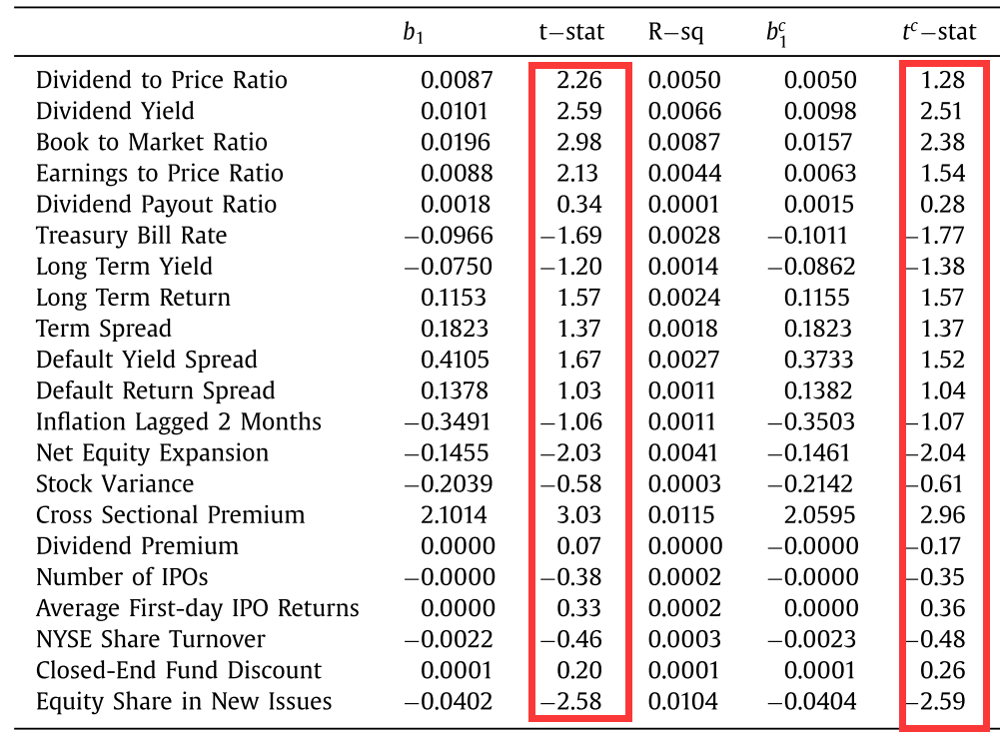 b₁ t−stat R−sq b₁ᶜ tᶜ−stat
Dividend to Price Ratio 0.0087 2.26 0.0050 0.0050 1.28
Dividend Yield 0.0101 2.59 0.0066 0.0098 2.51
Book to Market Ratio 0.0196 2.98 0.0087 0.0157 2.38
Earnings to Price Ratio 0.0088 2.13 0.0044 0.0063 1.54
Dividend Payout Ratio 0.0018 0.34 0.0001 0.0015 0.28
Treasury Bill Rate −0.0966 −1.69 0.0028 −0.1011 −1.77
Long Term Yield −0.0750 −1.20 0.0014 −0.0862 −1.38
Long Term Return 0.1153 1.57 0.0024 0.1155 1.57
Term Spread 0.1823 1.37 0.0018 0.1823 1.37
Default Yield Spread 0.4105 1.67 0.0027 0.3733 1.52
Default Return Spread 0.1378 1.03 0.0011 0.1382 1.04
Inflation Lagged 2 Months −0.3491 −1.06 0.0011 −0.3503 −1.07
Net Equity Expansion −0.1455 −2.03 0.0041 −0.1461 −2.04
Stock Variance −0.2039 −0.58 0.0003 −0.2142 −0.61
Cross Sectional Premium 2.1014 3.03 0.0115 2.0595 2.96
Dividend Premium 0.0000 0.07 0.0000 −0.0000 −0.17
Number of IPOs −0.0000 −0.38 0.0002 −0.0000 −0.35
Average First-day IPO Returns 0.0000 0.33 0.0002 0.0000 0.36
NYSE Share Turnover −0.0022 −0.46 0.0003 −0.0023 −0.48
Closed-End Fund Discount 0.0001 0.20 0.0001 0.0001 0.26
Equity Share in New Issues −0.0402 −2.58 0.0104 −0.0404 −2.59